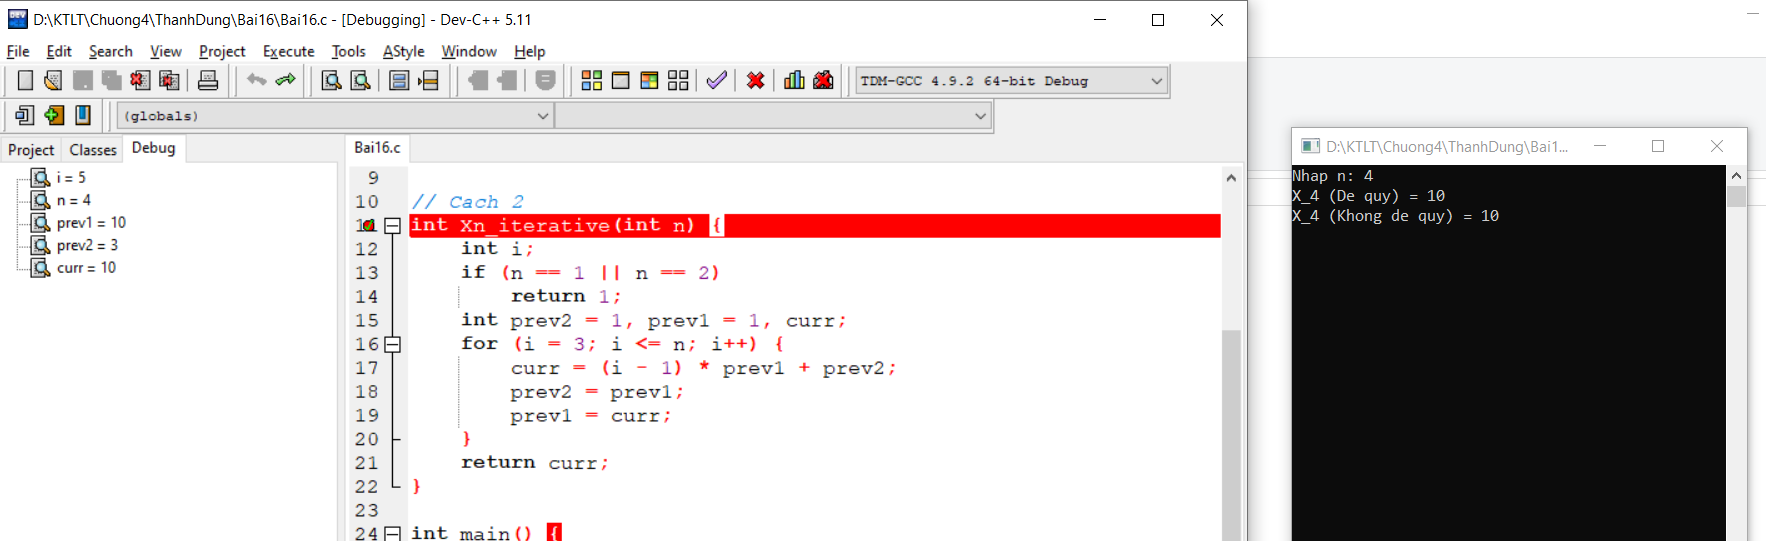 D:\KTLT\Chuong4\ThanhDung\Bai16\Bai16.c - [Debugging] - Dev-C++ 5.11
File Edit Search View Project Execute Tools AStyle Window Help
TDM-GCC 4.9.2 64-bit Debug
(globals)
Project Classes Debug
i = 5
n = 4
prev1 = 10
prev2 = 3
curr = 10
Bai16.c
9
10 // Cach 2
11 int Xn_iterative(int n) {
12 int i;
13 if (n == 1 || n == 2)
14 return 1;
15 int prev2 = 1, prev1 = 1, curr;
16 for (i = 3; i <= n; i++) {
17 curr = (i - 1) * prev1 + prev2;
18 prev2 = prev1;
19 prev1 = curr;
20 }
21 return curr;
22 }
23
24 int main() {
D:\KTLT\Chuong4\ThanhDung\Bai1...
Nhap n: 4
X_4 (De quy) = 10
X_4 (Khong de quy) = 10